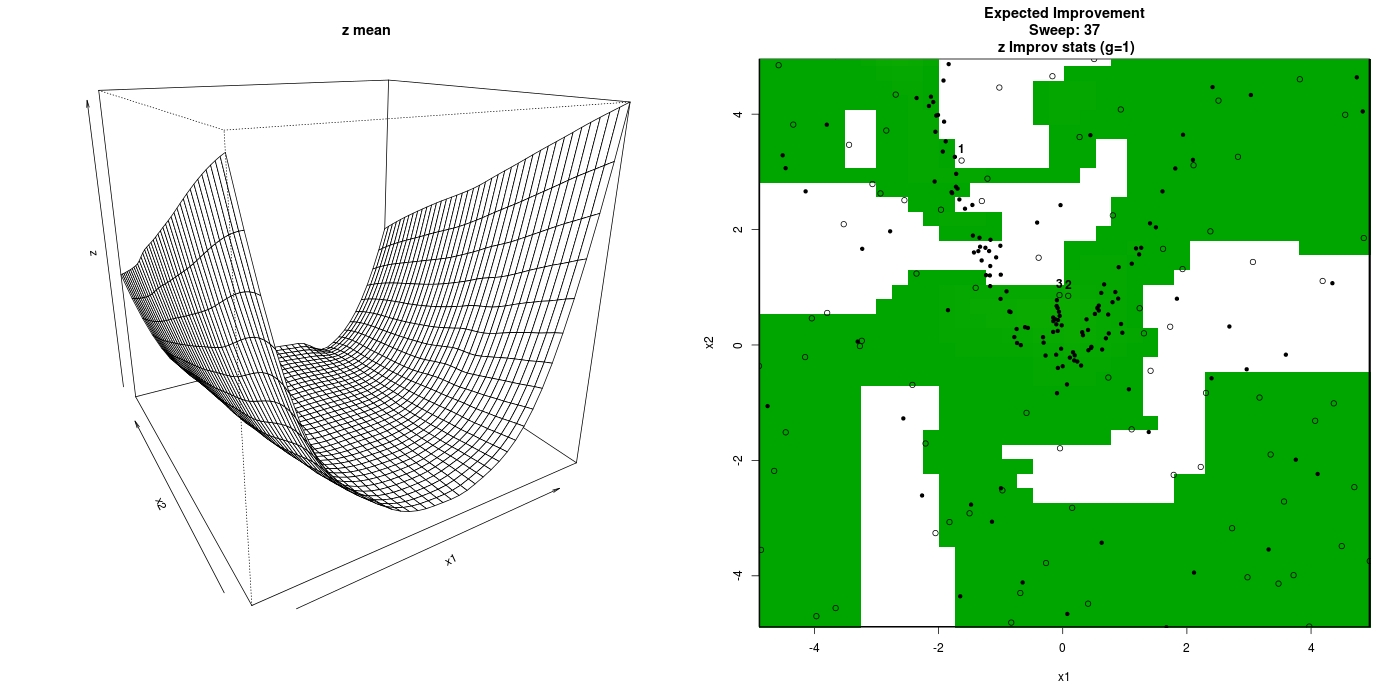 z mean
z
x2
x1
Expected Improvement
Sweep: 37
z Improv stats (g=1)
x2
4
2
0
-2
-4
1
3 2
-4 -2 0 2 4
x1